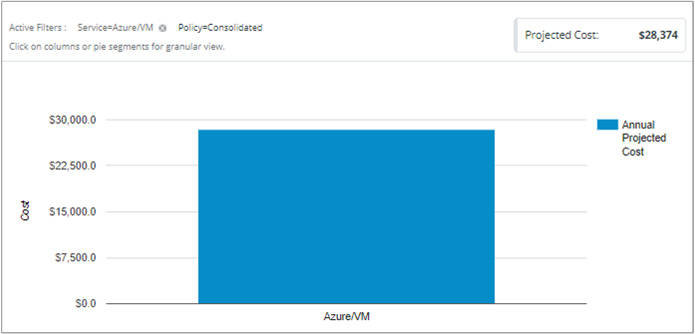 Active Filters : Service=Azure/VM Policy=Consolidated
Click on columns or pie segments for granular view.
Projected Cost: $28,374
$30,000.0
$22,500.0
$15,000.0
$7,500.0
$0.0
Cost
Azure/VM
Annual
Projected
Cost